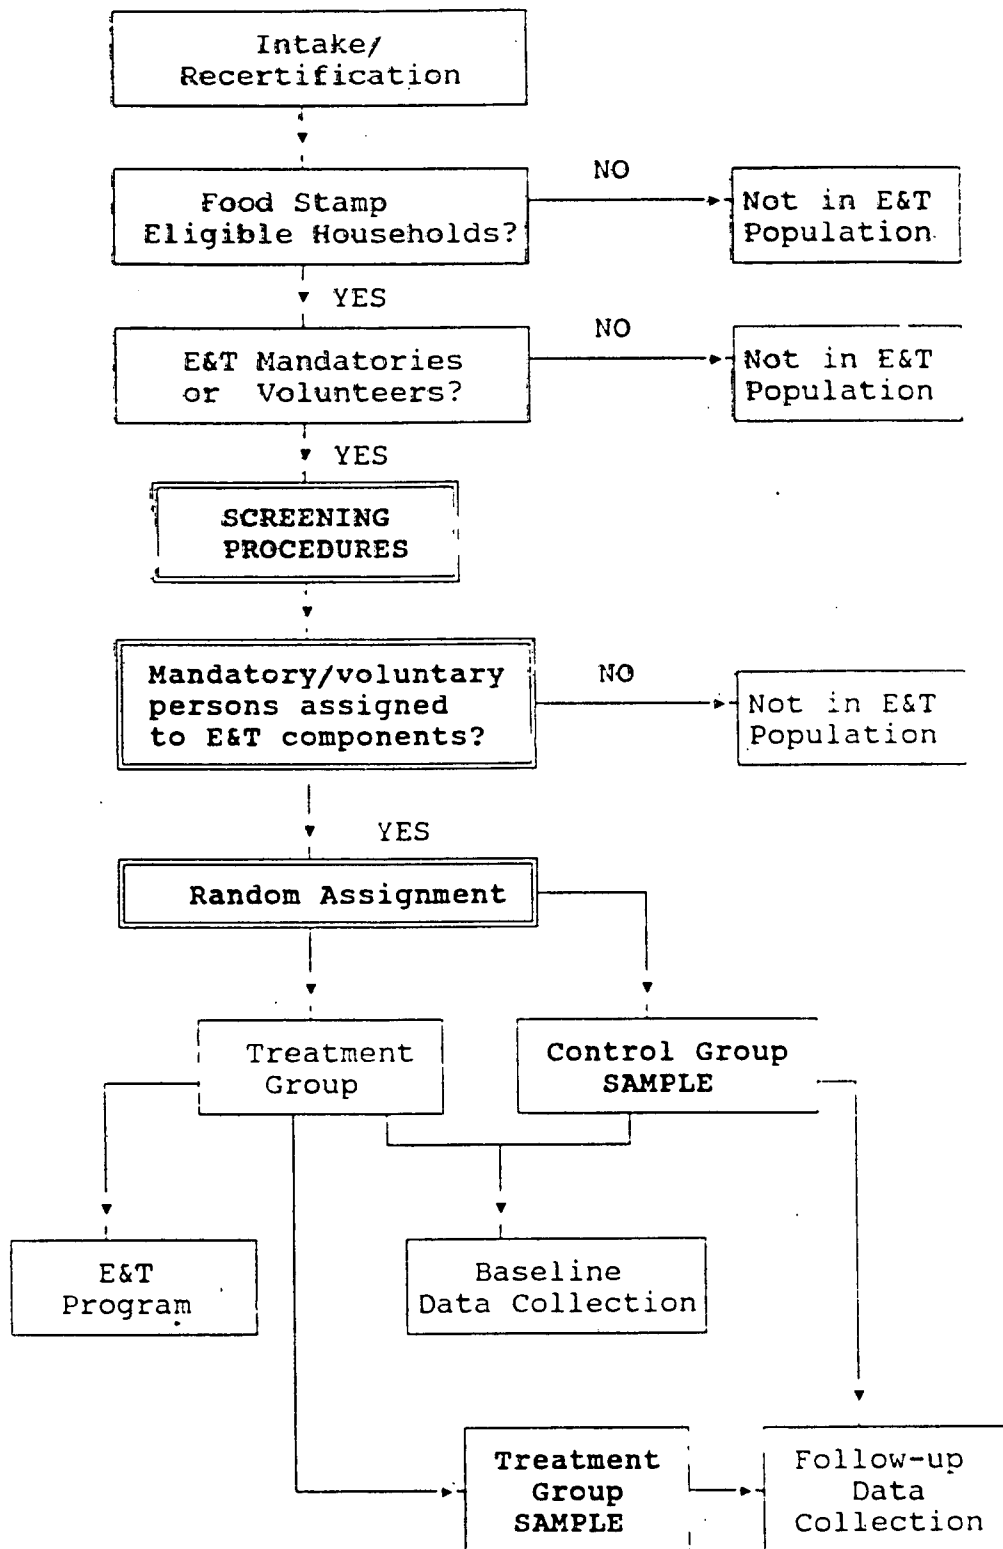 Intake/
Recertification
NO
Food Stamp
Eligible Households?
Not in E&T
Population
YES
NO
E&T Mandatories
or Volunteers?
Not in E&T
Population
YES
SCREENING
PROCEDURES
Mandatory/voluntary
persons assigned
to E&T components?
NO
Not in E&T
Population
YES
Random Assignment
Treatment
Group
Control Group
SAMPLE
E&T
Program
Baseline
Data Collection
Treatment
Group
SAMPLE
Follow-up
Data
Collection